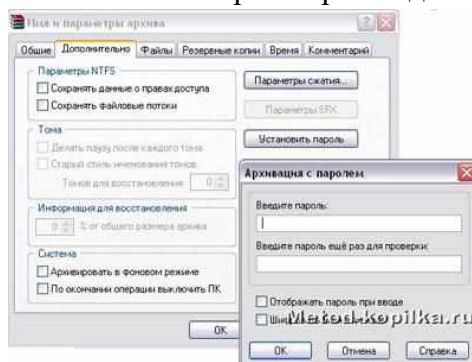 Имя и параметры архива
Общие Дополнительно Файлы Резервные копии Время Комментарий
Параметры NTFS
Сохранять данные о правах доступа
Сохранять файловые потоки
Параметры сжатия...
Параметры SFX
Установить пароль
Тома
Делать паузу после каждого тома
Старый стиль именования томов
Томов для восстановления 0
Информация для восстановления
0 % от общего размера архива
Система
Архивировать в фоновом режиме
По окончании операции выключить ПК
OK
Архивация с паролем
Введите пароль:
Введите пароль ещё раз для проверки:
Отображать пароль при вводе
Metod-kopilka.ru
OK Отмена Справка